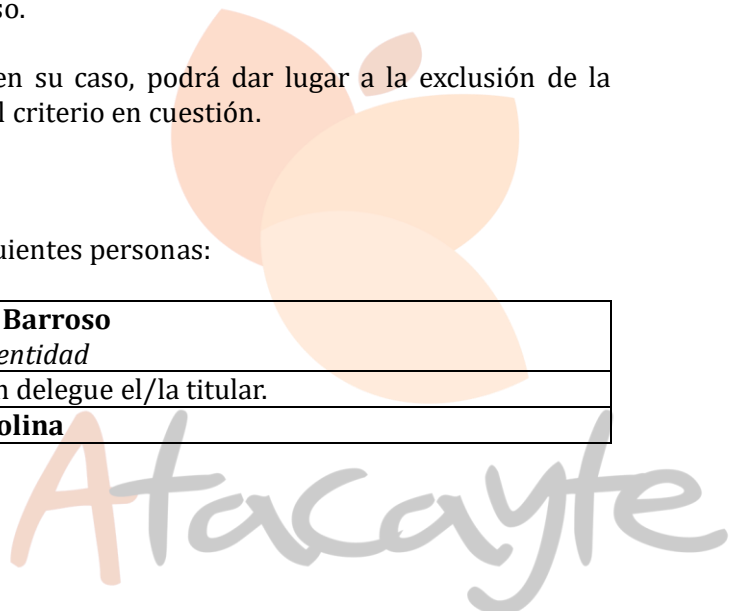 so.
en su caso, podrá dar lugar a la exclusión de la
l criterio en cuestión.
uientes personas:
Barroso
entidad
n delegue el/la titular.
olina
Atacayte